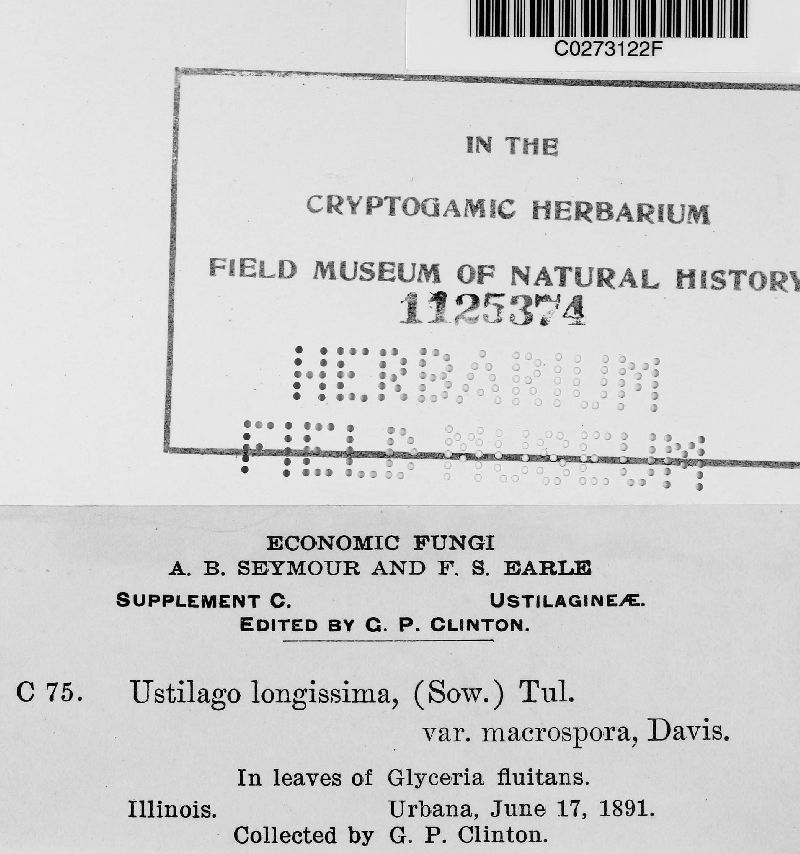 C0273122F
IN THE
CRYPTOGAMIC HERBARIUM
FIELD MUSEUM OF NATURAL HISTORY
1125374
HERBARIUM
FIELD MUSEUM
ECONOMIC FUNGI
A. B. SEYMOUR AND F. S. EARLE
SUPPLEMENT C. USTILAGINEÆ.
EDITED BY G. P. CLINTON.
C 75. Ustilago longissima, (Sow.) Tul.
var. macrospora, Davis.
In leaves of Glyceria fluitans.
Illinois. Urbana, June 17, 1891.
Collected by G. P. Clinton.